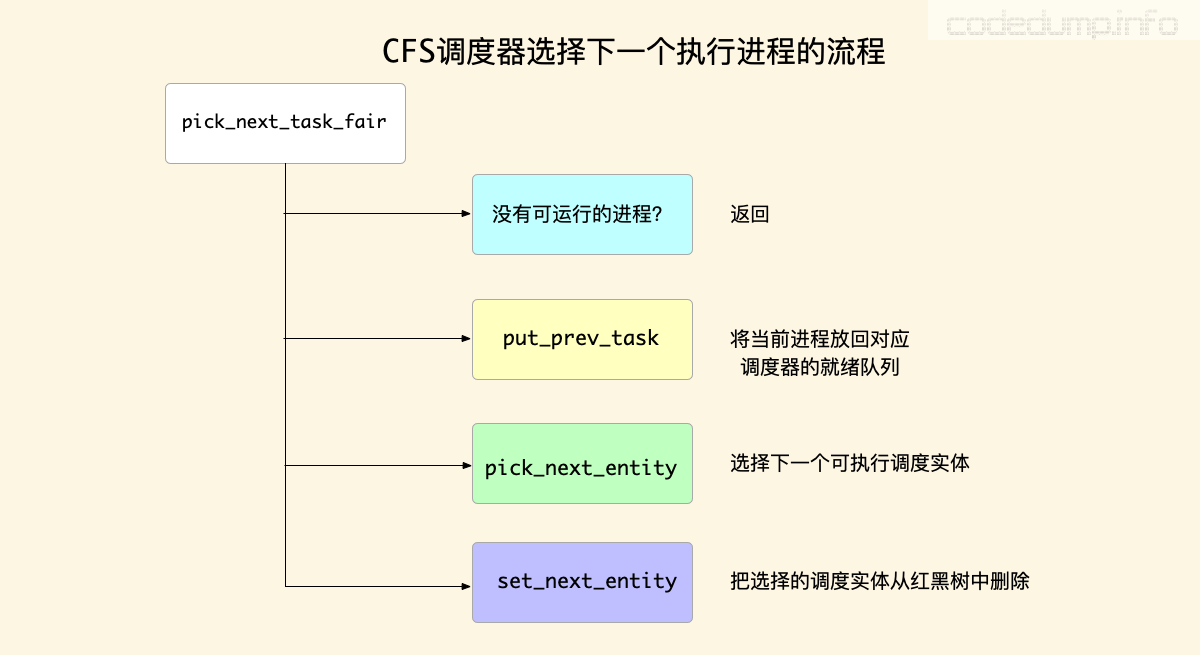 codedump.info
CFS调度器选择下一个执行进程的流程
pick_next_task_fair
没有可运行的进程？
返回
put_prev_task
将当前进程放回对应
调度器的就绪队列
pick_next_entity
选择下一个可执行调度实体
set_next_entity
把选择的调度实体从红黑树中删除